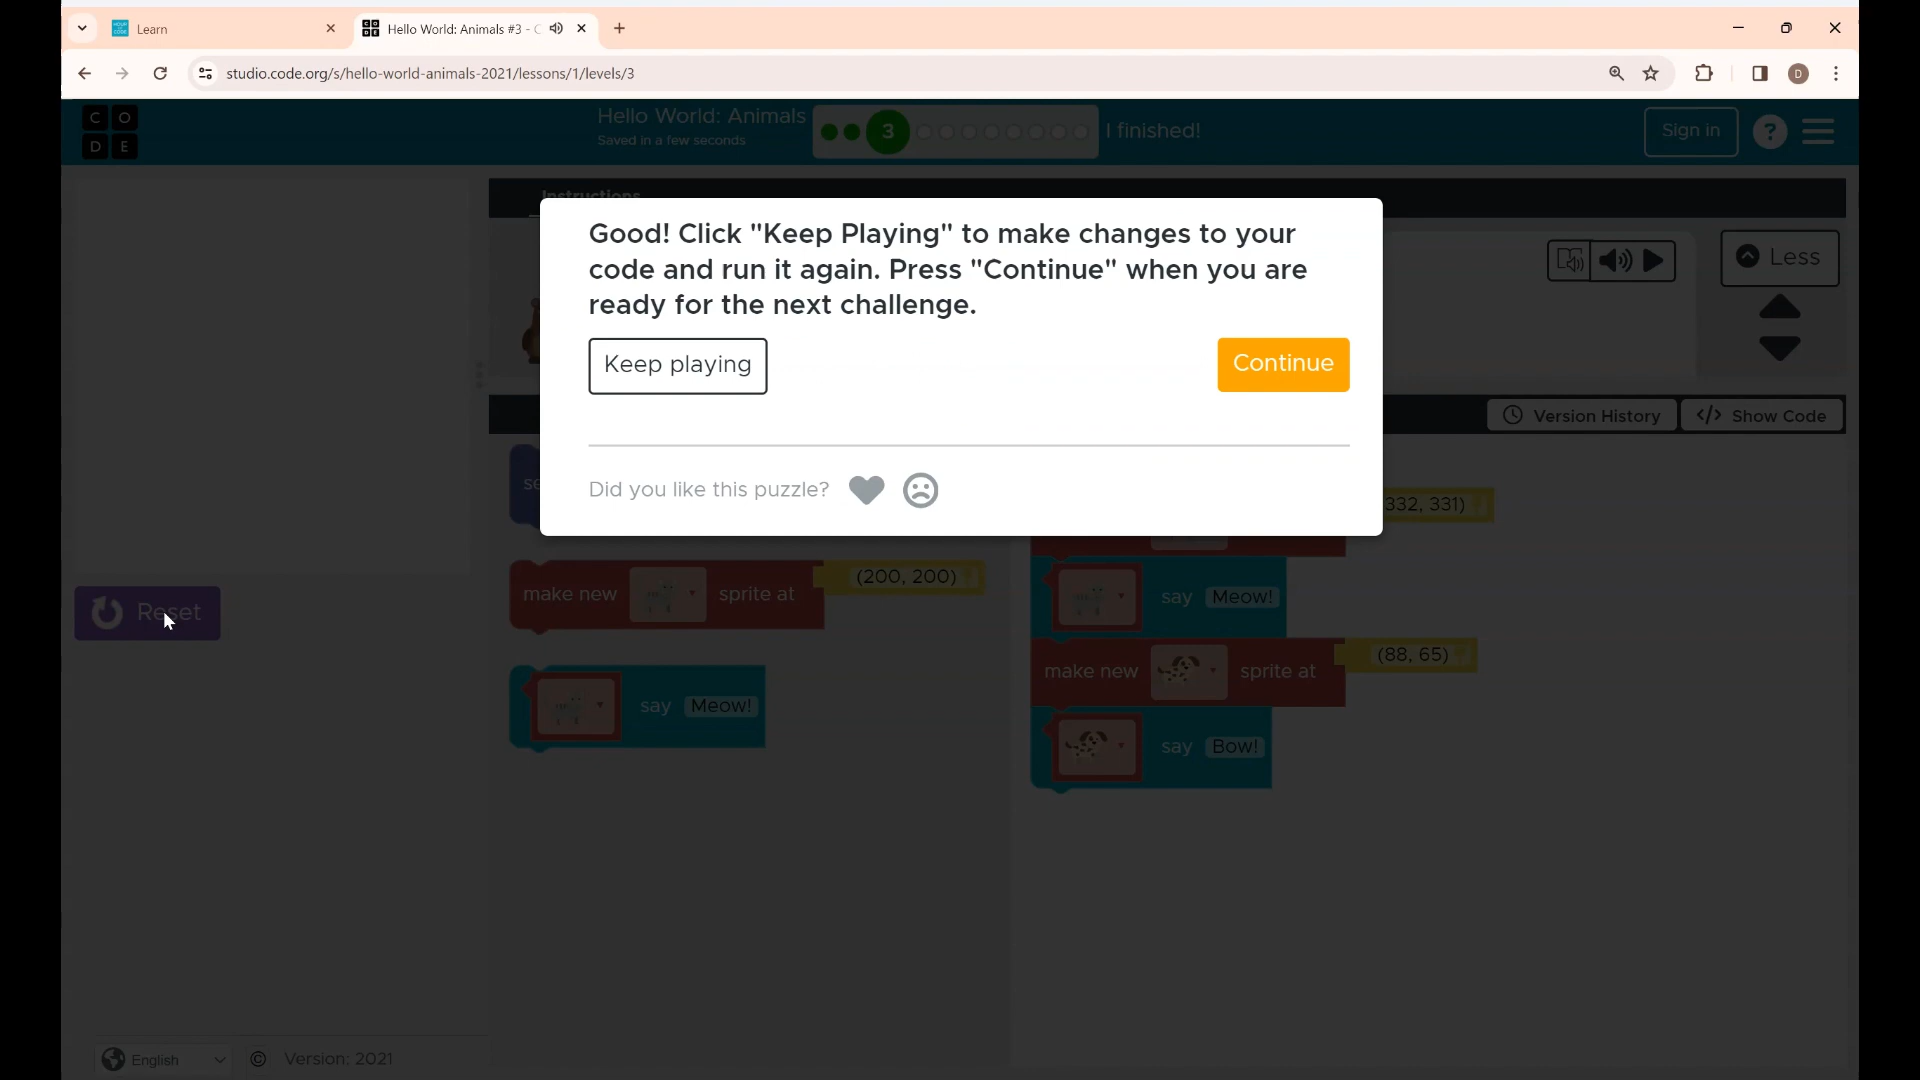 Learn
Hello World: Animals #3 - C
studio.code.org/s/hello-world-animals-2021/lessons/1/levels/3
D
C O
D E
Hello World: Animals
Saved in a few seconds
3
I finished!
Sign in
?
Instructions
Good! Click "Keep Playing" to make changes to your
code and run it again. Press "Continue" when you are
ready for the next challenge.
Keep playing
Continue
Did you like this puzzle?
Less
Version History
</> Show Code
se
332, 331)
make new sprite at (200, 200)
say Meow!
say Meow!
make new sprite at (88, 65)
say Bow!
Reset
English
© Version: 2021